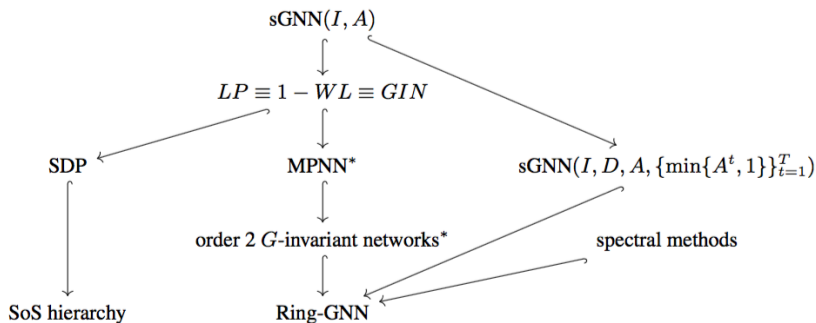 sGNN(I, A)
LP ≡ 1 − WL ≡ GIN
SDP MPNN* sGNN(I, D, A, {min{A^t, 1}}_{t=1}^T)
order 2 G-invariant networks* spectral methods
SoS hierarchy Ring-GNN